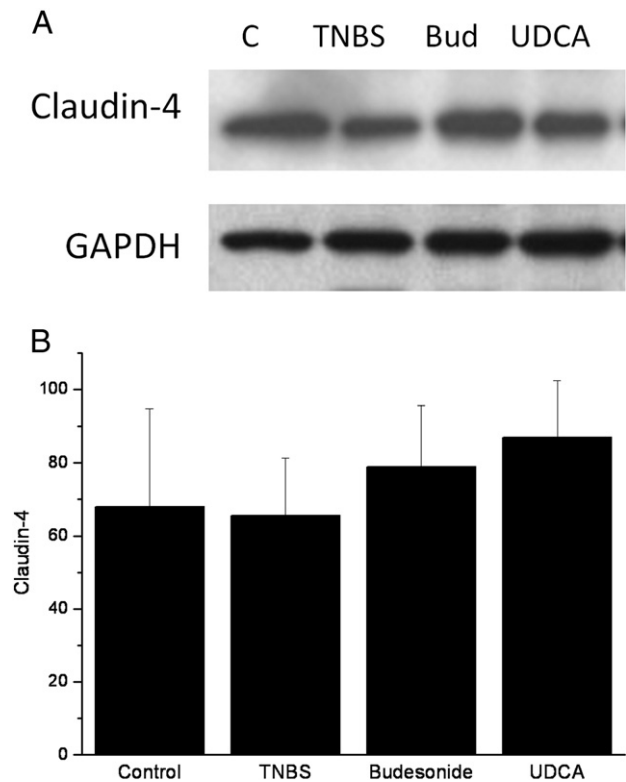 A
C TNBS Bud UDCA
Claudin-4
GAPDH
B
100
80
60
40
20
0
Claudin-4
Control TNBS Budesonide UDCA